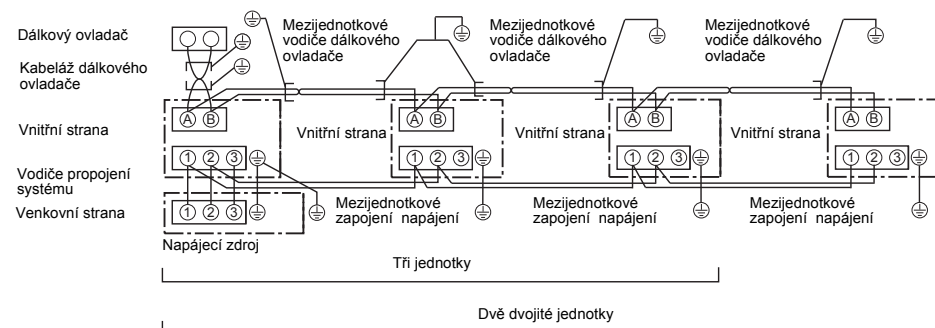 Dálkový ovladač
Kabeláž dálkového
ovladače
Mezijednotkové
vodiče dálkového
ovladače
Mezijednotkové
vodiče dálkového
ovladače
Mezijednotkové
vodiče dálkového
ovladače
Vnitřní strana
A B
Vnitřní strana
A B
Vnitřní strana
A B
Vnitřní strana
A B
1 2 3
1 2 3
1 2 3
1 2 3
Vodiče propojení
systému
Venkovní strana
1 2 3
Napájecí zdroj
Mezijednotkové
zapojení napájení
Mezijednotkové
zapojení napájení
Mezijednotkové
zapojení napájení
Tři jednotky
Dvě dvojité jednotky